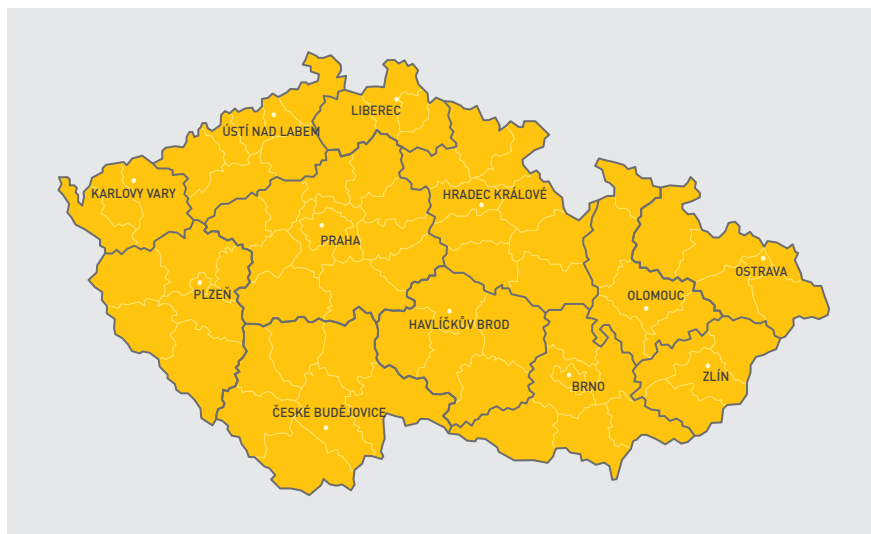 LIBEREC
ÚSTÍ NAD LABEM
KARLOVY VARY
HRADEC KRÁLOVÉ
PRAHA
OSTRAVA
PLZEŇ
OLOMOUC
HAVLÍČKŮV BROD
ZLÍN
BRNO
ČESKÉ BUDĚJOVICE